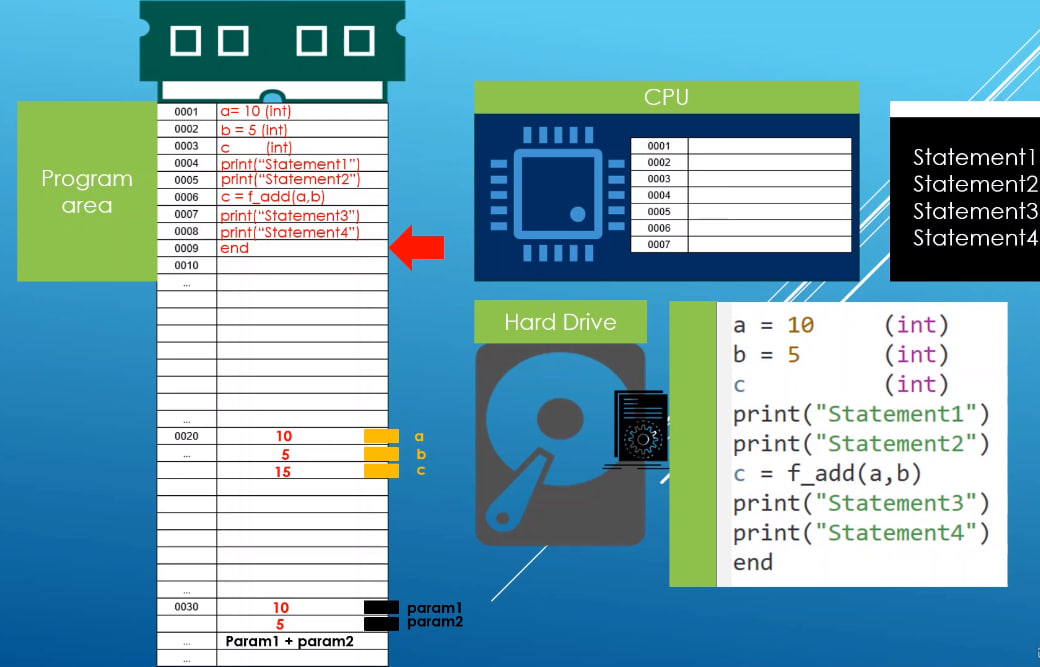 Program
area
0001 a= 10 (int)
0002 b = 5 (int)
0003 c (int)
0004 print(“Statement1”)
0005 print(“Statement2”)
0006 c = f_add(a,b)
0007 print(“Statement3”)
0008 print(“Statement4”)
0009 end
0010
...
...
0020 10 a
... 5 b
15 c
...
0030 10 param1
5 param2
... Param1 + param2
...
CPU
0001
0002
0003
0004
0005
0006
0007
Statement1
Statement2
Statement3
Statement4
Hard Drive
a = 10 (int)
b = 5 (int)
c (int)
print("Statement1")
print("Statement2")
c = f_add(a,b)
print("Statement3")
print("Statement4")
end